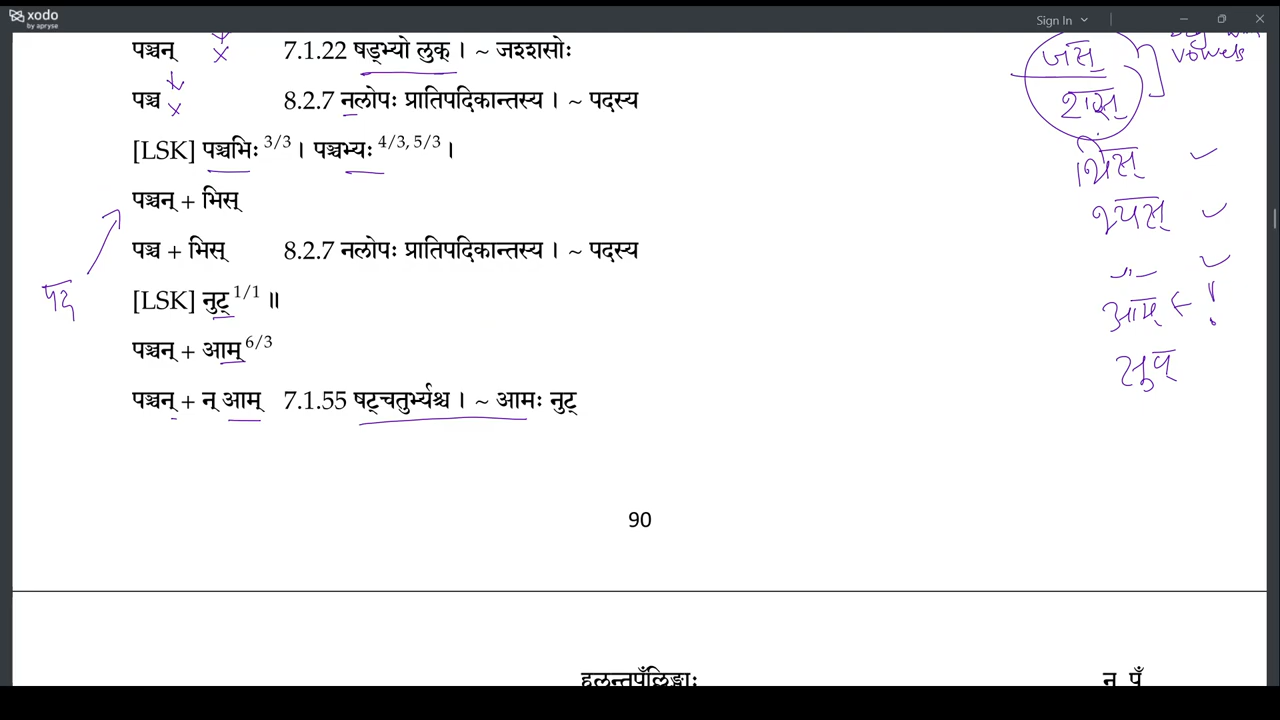 xodo
by apryse
Sign In
पञ्चन् x 7.1.22 षड्भ्यो लुक् । ~ जश्शसोः
पञ्च x 8.2.7 नलोपः प्रातिपदिकान्तस्य । ~ पदस्य
[LSK] पञ्चभिः 3/3 । पञ्चभ्यः 4/3, 5/3 ।
पञ्चन् + भिस्
पञ्च + भिस् 8.2.7 नलोपः प्रातिपदिकान्तस्य । ~ पदस्य
[LSK] नुट् 1/1 ॥
पञ्चन् + आम् 6/3
पञ्चन् + न् आम् 7.1.55 षट्चतुर्भ्यश्च । ~ आमः नुट्
पद
vowels
जस्
शस्
भिस्
भ्यस्
आम् !
सुप्
90
हलन्तपुँलिङ्गाः